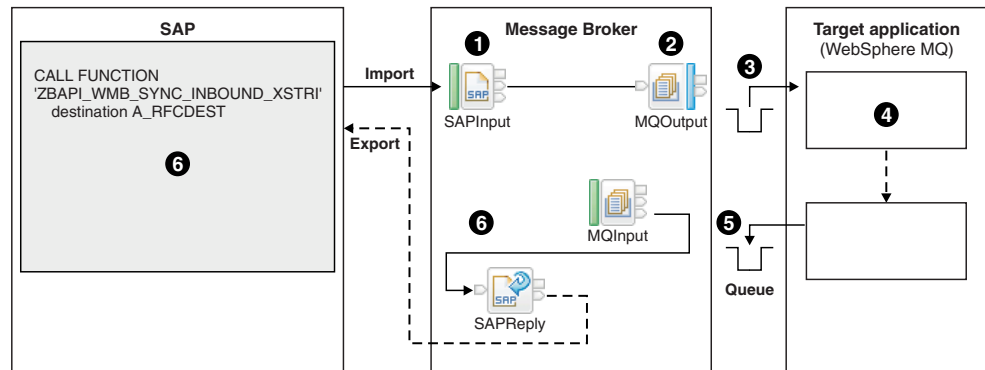 SAP
CALL FUNCTION
'ZBAPI_WMB_SYNC_INBOUND_XSTRI'
destination A_RFCDEST
6
Import
Export
Message Broker
1
SAP
SAPInput
2
MQOutput
MQInput
6
SAP
SAPReply
3
5
Queue
Target application
(WebSphere MQ)
4